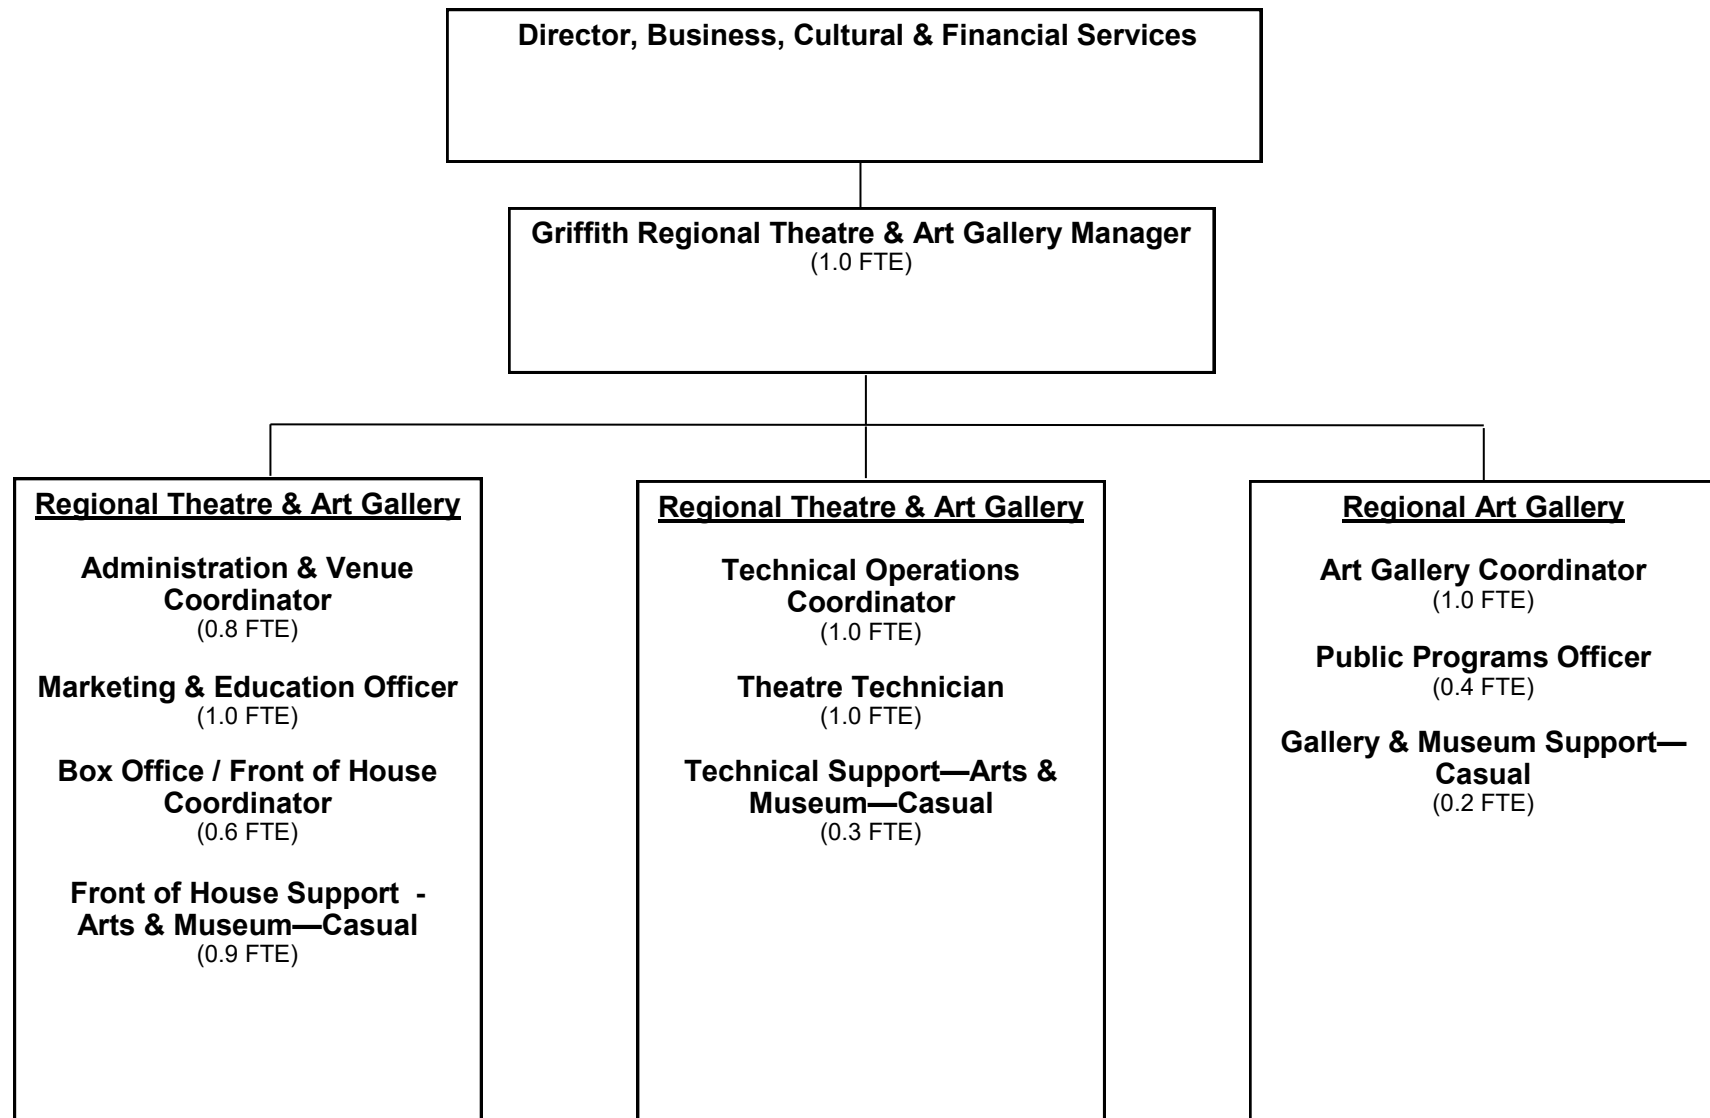 Director, Business, Cultural & Financial Services
Griffith Regional Theatre & Art Gallery Manager
(1.0 FTE)
Regional Theatre & Art Gallery
Administration & Venue
Coordinator
(0.8 FTE)
Marketing & Education Officer
(1.0 FTE)
Box Office / Front of House
Coordinator
(0.6 FTE)
Front of House Support -
Arts & Museum—Casual
(0.9 FTE)
Regional Theatre & Art Gallery
Technical Operations
Coordinator
(1.0 FTE)
Theatre Technician
(1.0 FTE)
Technical Support—Arts &
Museum—Casual
(0.3 FTE)
Regional Art Gallery
Art Gallery Coordinator
(1.0 FTE)
Public Programs Officer
(0.4 FTE)
Gallery & Museum Support—
Casual
(0.2 FTE)